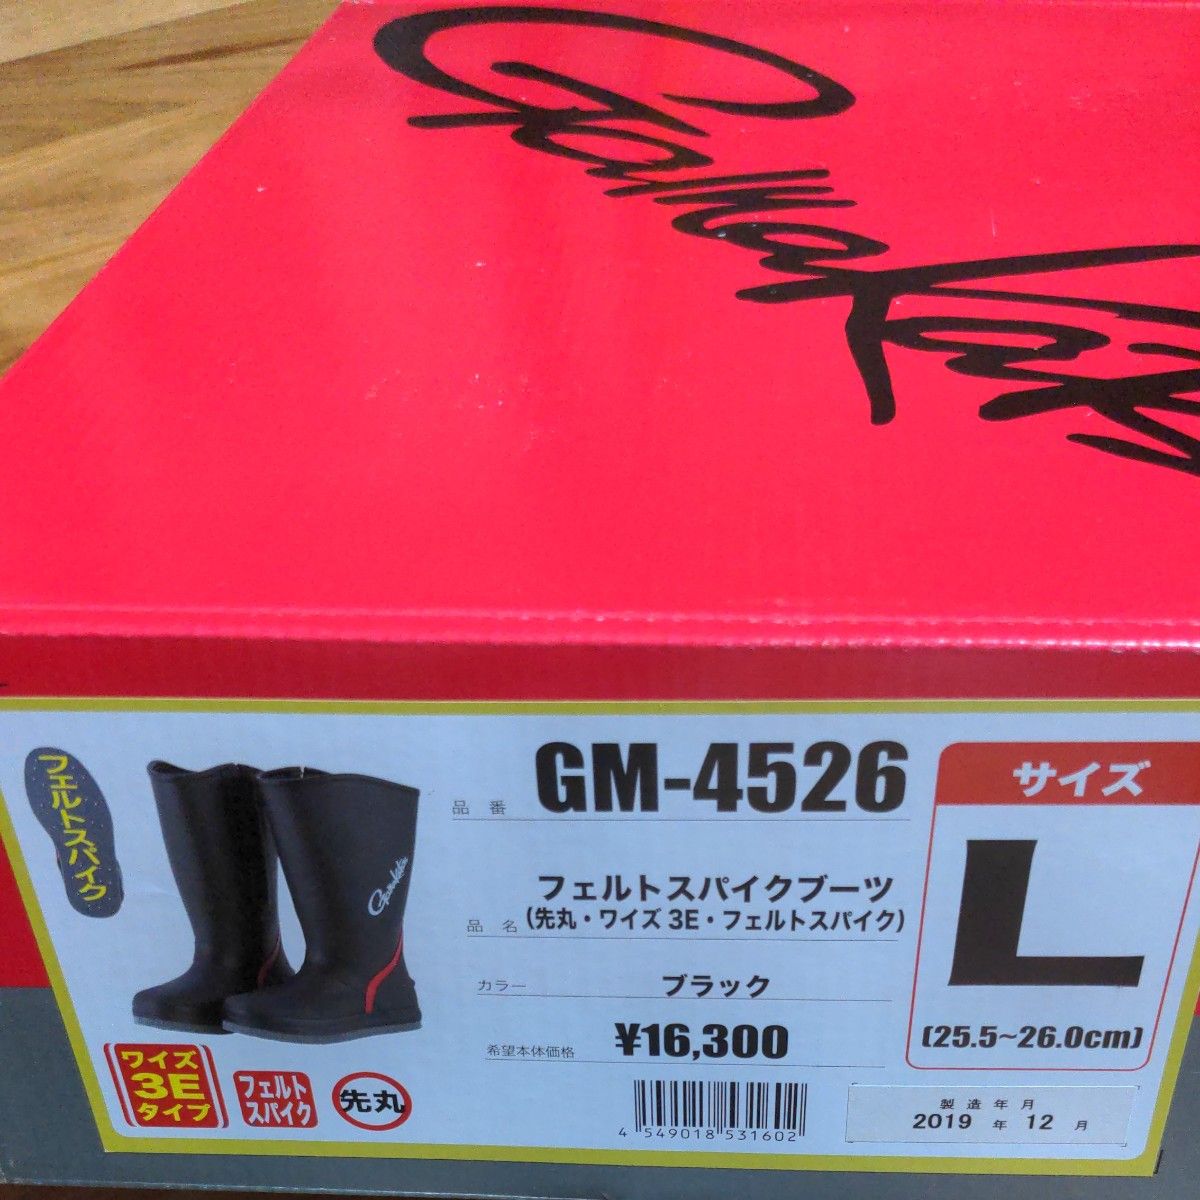 Gamakatsu
フェルトスパイク
Gamakatsu
品番 GM-4526
フェルトスパイクブーツ
品名 (先丸・ワイズ3E・フェルトスパイク)
カラー ブラック
希望本体価格 ¥16,300
サイズ
L
(25.5~26.0cm)
ワイズ
3E
タイプ
フェルト
スパイク
先丸
4 549018 531602
製造年月
2019 年 12 月